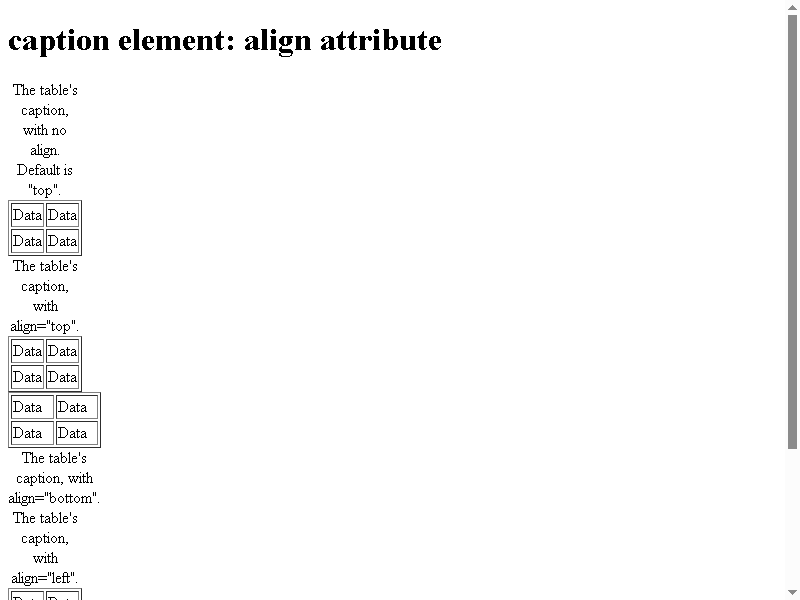 caption element: align attribute
The table's
caption,
with no
align.
Default is
"top".
Data Data
Data Data
The table's
caption,
with
align="top".
Data Data
Data Data
Data Data
Data Data
The table's
caption, with
align="bottom".
The table's
caption,
with
align="left".
Data Data